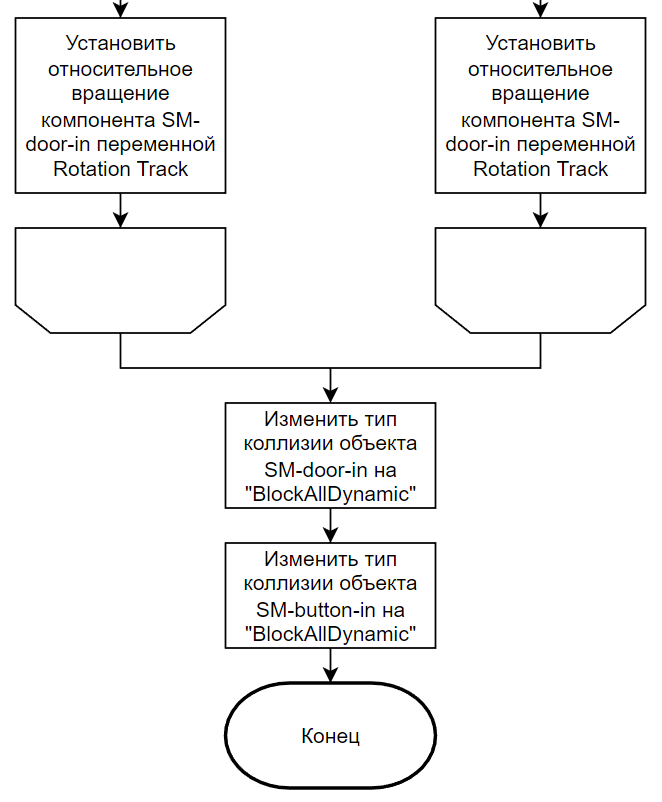 Установить
относительное
вращение
компонента SM-
door-in переменной
Rotation Track
Установить
относительное
вращение
компонента SM-
door-in переменной
Rotation Track
Изменить тип
коллизии объекта
SM-door-in на
"BlockAllDynamic"
Изменить тип
коллизии объекта
SM-button-in на
"BlockAllDynamic"
Конец